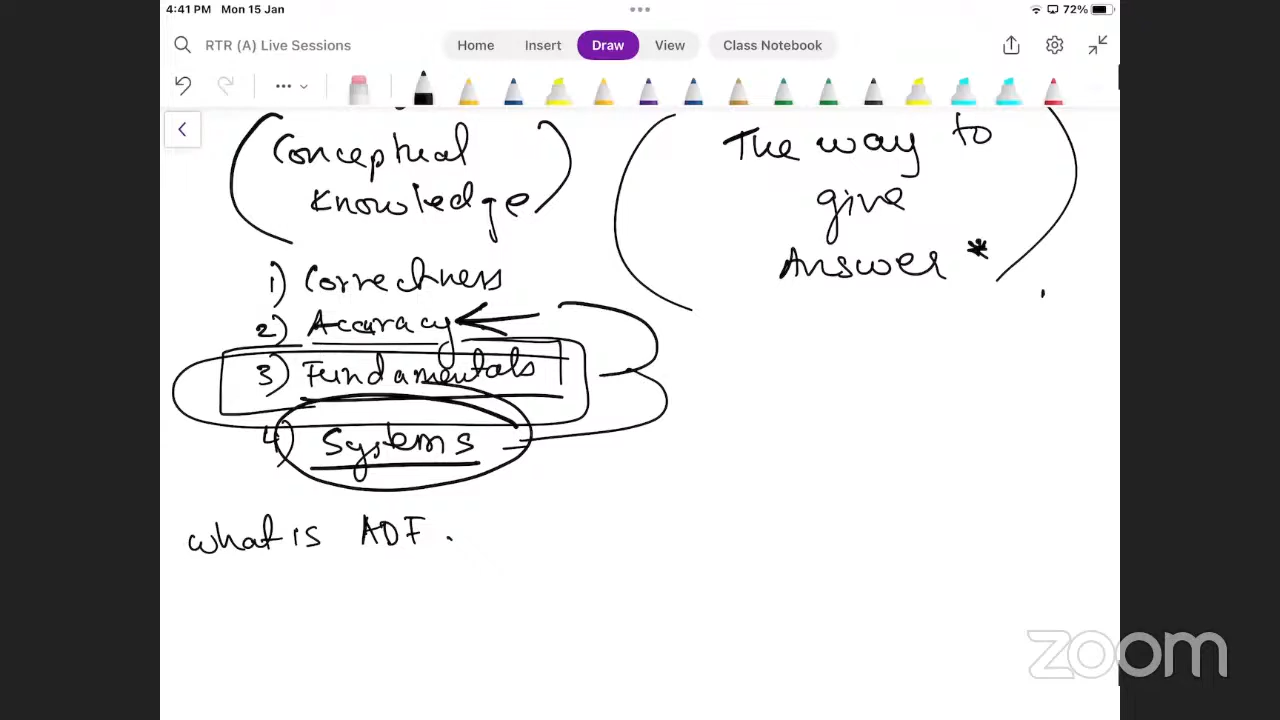 4:41 PM Mon 15 Jan
72%
RTR (A) Live Sessions
Home Insert Draw View Class Notebook
Conceptual
Knowledge
The way to
give
Answer *
1) Correctness
2) Accuracy
3) Fundamentals
4) Systems
what is ADF .
zoom